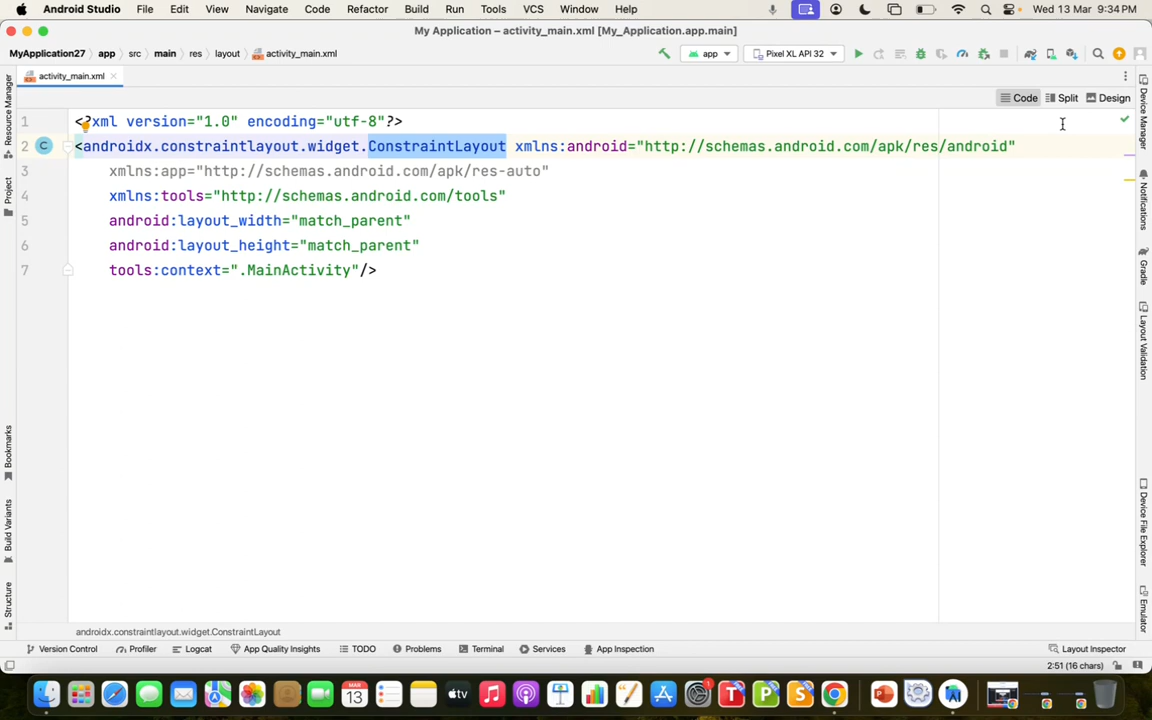 Android Studio File Edit View Navigate Code Refactor Build Run Tools VCS Window Help Wed 13 Mar 9:34PM
My Application – activity_main.xml [My_Application.app.main]
MyApplication27 app src main res layout activity_main.xml app Pixel XL API 32
activity_main.xml
Code Split Design
1 <?xml version="1.0" encoding="utf-8"?>
2 <androidx.constraintlayout.widget.ConstraintLayout xmlns:android="http://schemas.android.com/apk/res/android"
3 xmlns:app="http://schemas.android.com/apk/res-auto"
4 xmlns:tools="http://schemas.android.com/tools"
5 android:layout_width="match_parent"
6 android:layout_height="match_parent"
7 tools:context=".MainActivity"/>
C
Resource Manager
Project
Bookmarks
Build Variants
Structure
Device Manager
Notifications
Gradle
Layout Validation
Device File Explorer
Emulator
androidx.constraintlayout.widget.ConstraintLayout
Version Control Profiler Logcat App Quality Insights TODO Problems Terminal Services App Inspection Layout Inspector
2:51 (16 chars)
MAR
13
tv
1
T P S